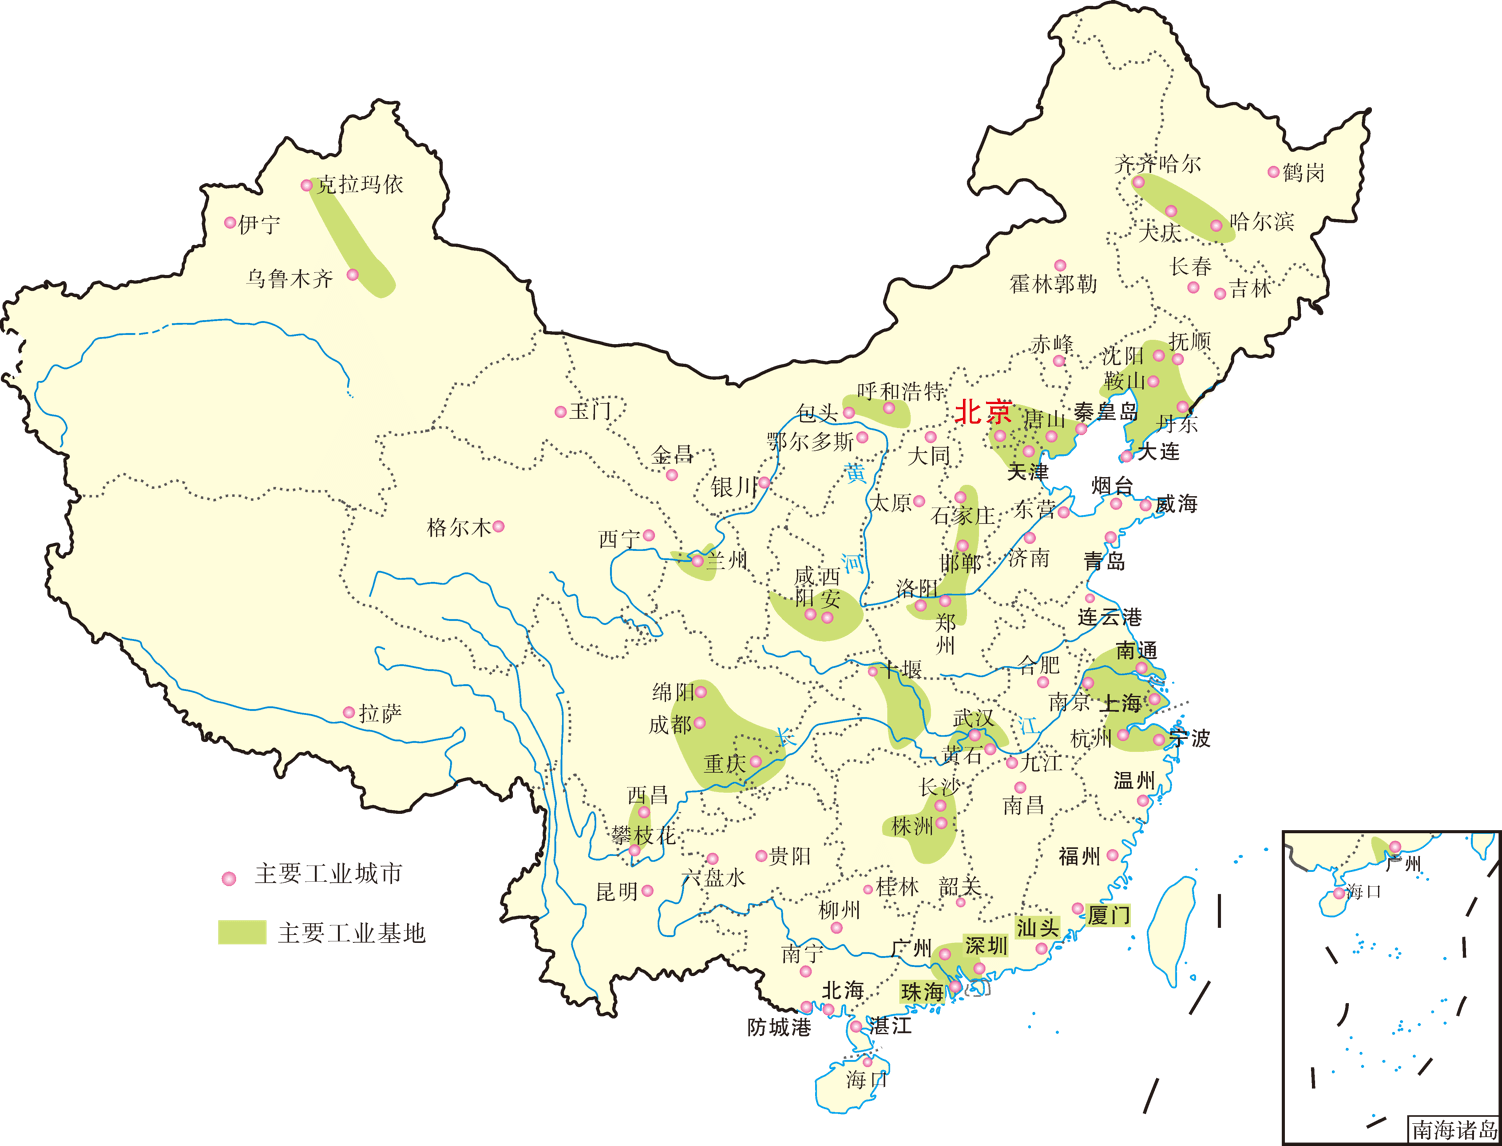 齐齐哈尔
鹤岗
克拉玛依
伊宁
大庆
哈尔滨
乌鲁木齐
长春
霍林郭勒
吉林
赤峰
沈阳
抚顺
鞍山
呼和浩特
北京
包头
唐山
秦皇岛
玉门
丹东
鄂尔多斯
大同
金昌
天津
大连
黄
银川
烟台
太原
石家庄
东营
威海
格尔木
西宁
兰州
河
邯郸
济南
青岛
咸阳
西安
洛阳
郑州
连云港
南通
十堰
合肥
绵阳
南京
上海
拉萨
成都
武汉
江
长
杭州
宁波
重庆
黄石
九江
温州
西昌
长沙
南昌
株洲
攀枝花
贵阳
福州
六盘水
主要工业城市
昆明
桂林
韶关
柳州
厦门
汕头
主要工业基地
南宁
广州
深圳
北海
珠海
防城港
湛江
海口
广州
海口
南海诸岛